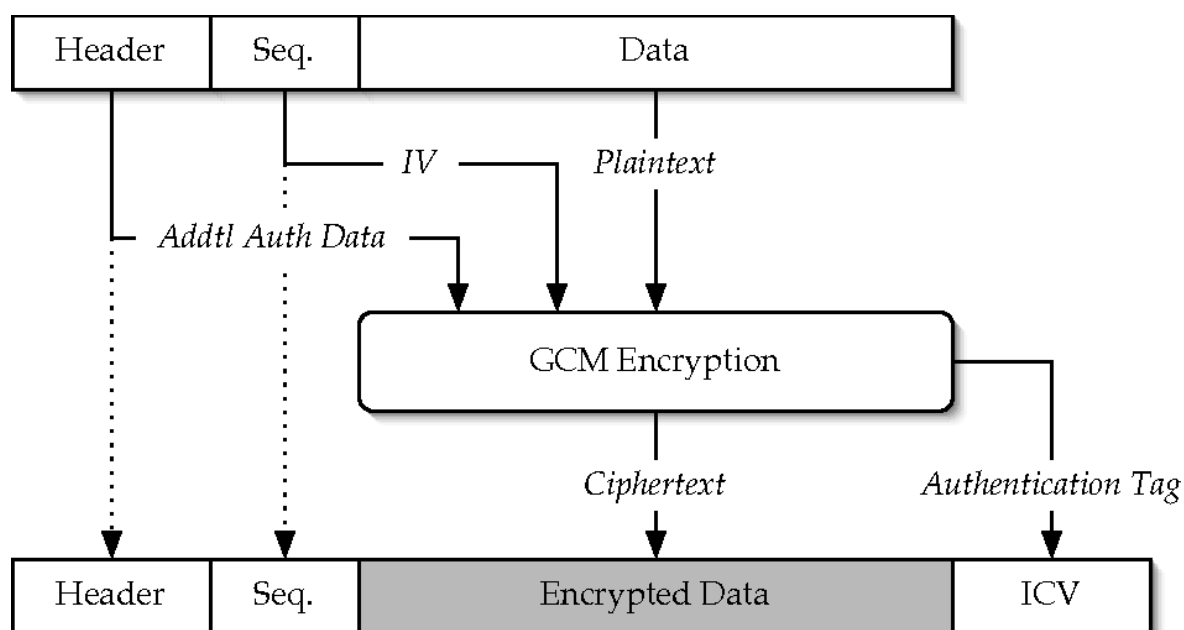 Header Seq. Data
IV Plaintext
Addtl Auth Data
GCM Encryption
Ciphertext Authentication Tag
Header Seq. Encrypted Data ICV